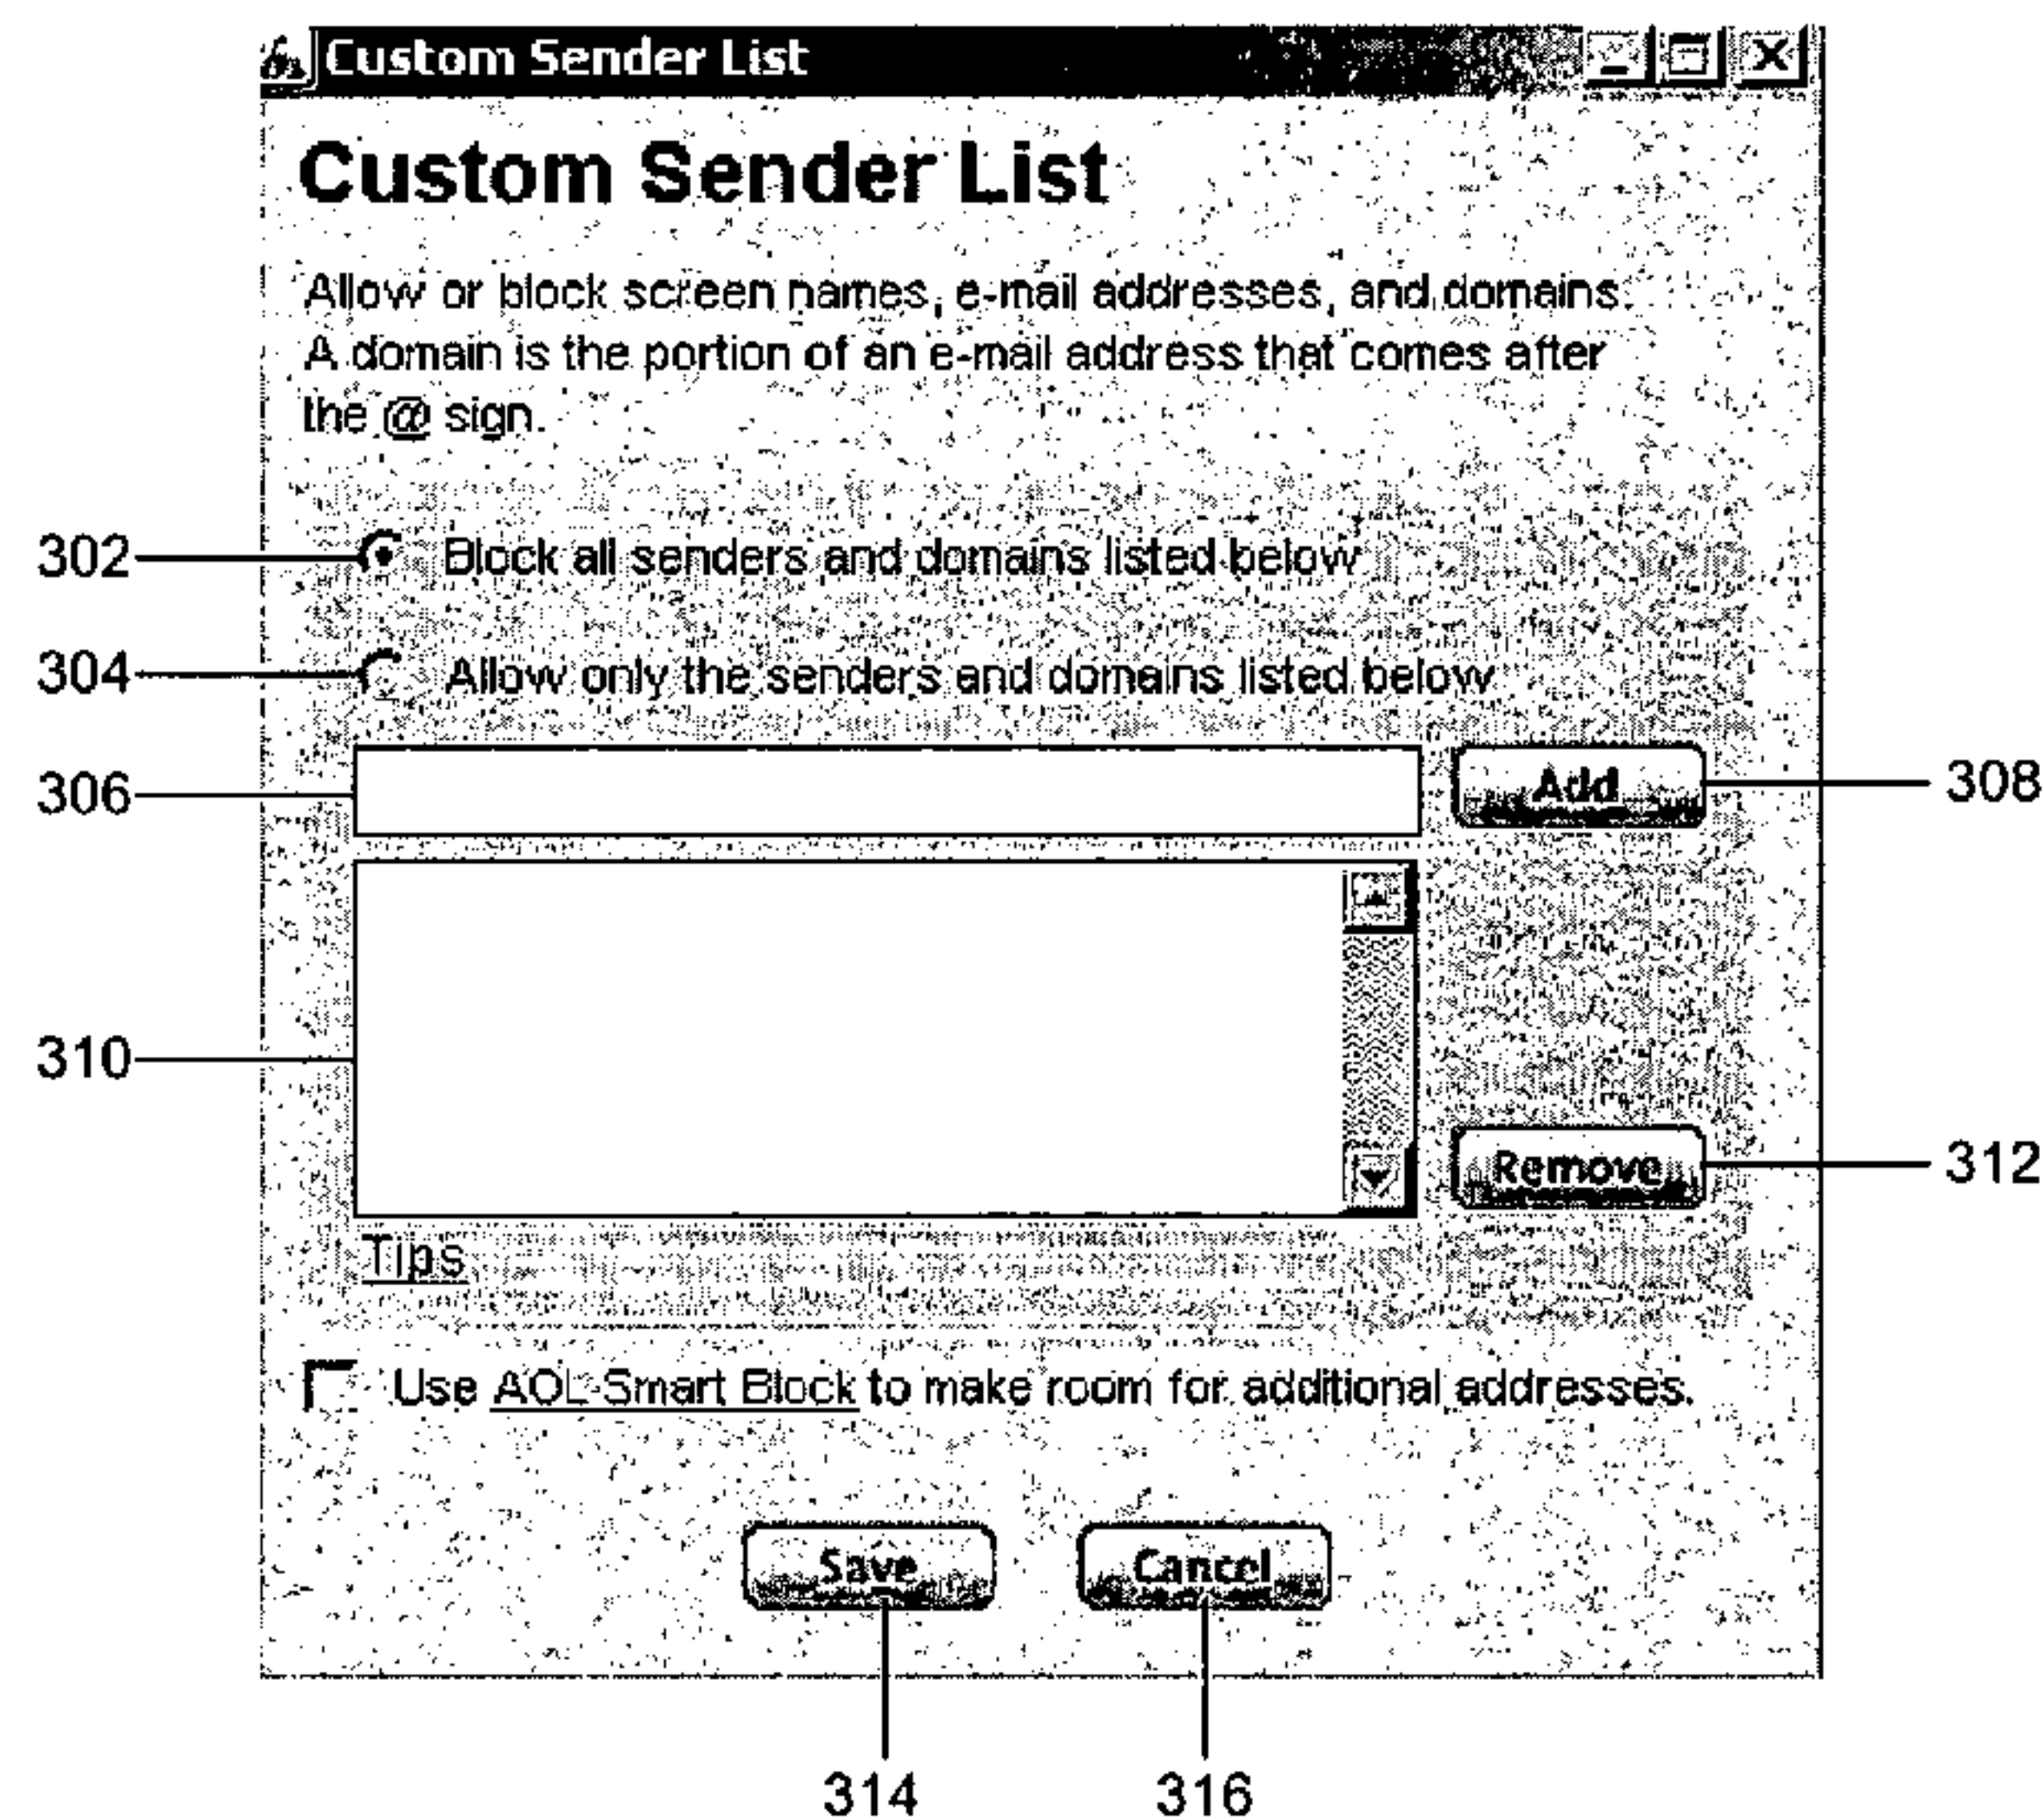 Custom Sender List
Custom Sender List
Allow or block screen names, e-mail addresses, and domains.
A domain is the portion of an e-mail address that comes after
the @ sign.
302
Block all senders and domains listed below
304
Allow only the senders and domains listed below
306
Add
308
310
Remove
312
Tips
Use AOL Smart Block to make room for additional addresses.
Save
Cancel
314
316